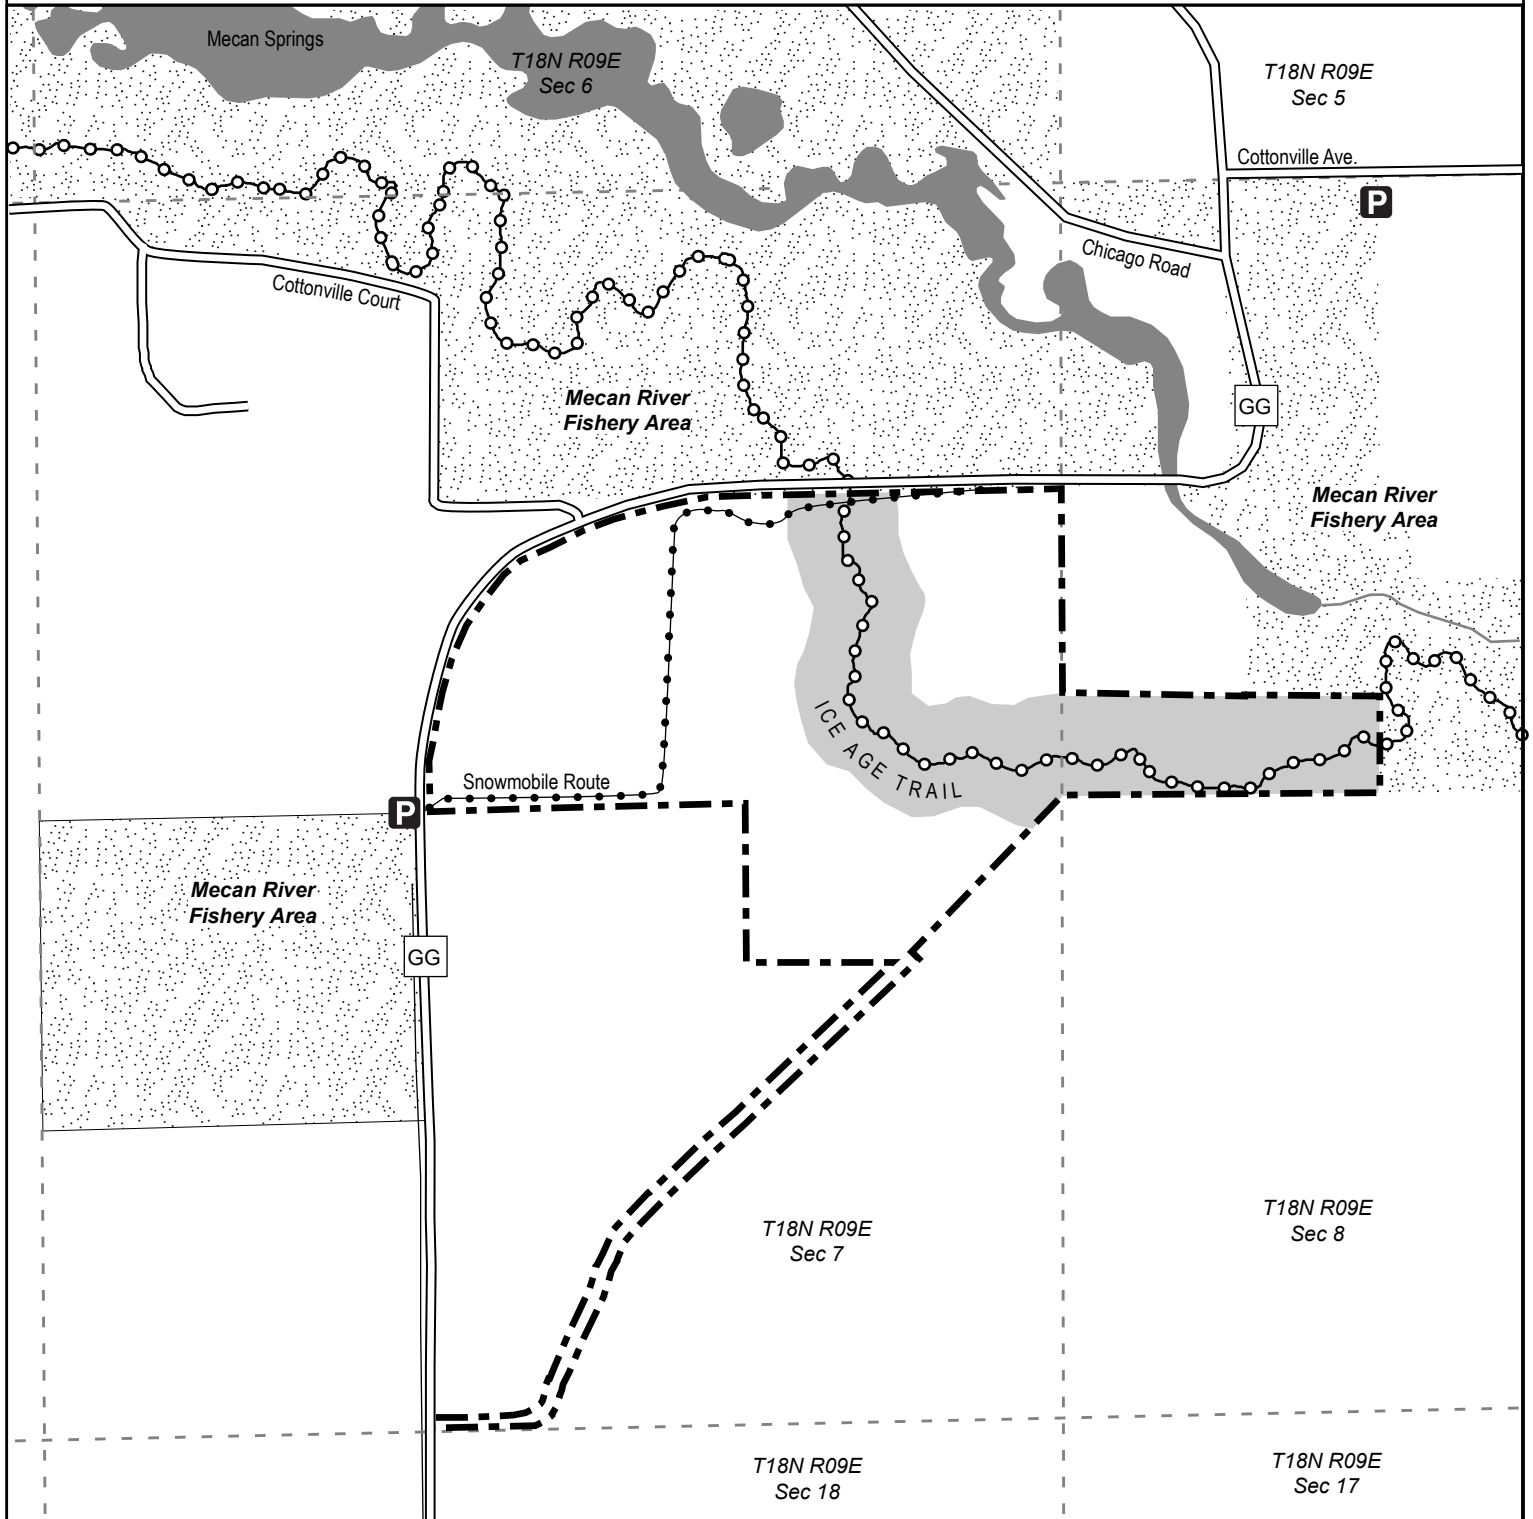 Mecan Springs
T18N R09E
Sec 6
T18N R09E
Sec 5
Cottonville Ave.
P
Chicago Road
Cottonville Court
Mecan River
Fishery Area
GG
Mecan River
Fishery Area
ICE AGE TRAIL
Snowmobile Route
P
Mecan River
Fishery Area
GG
T18N R09E
Sec 7
T18N R09E
Sec 8
T18N R09E
Sec 18
T18N R09E
Sec 17